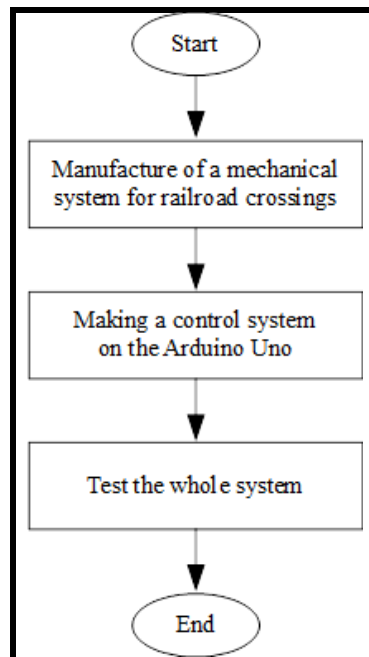 Start
Manufacture of a mechanical
system for railroad crossings
Making a control system
on the Arduino Uno
Test the whole system
End